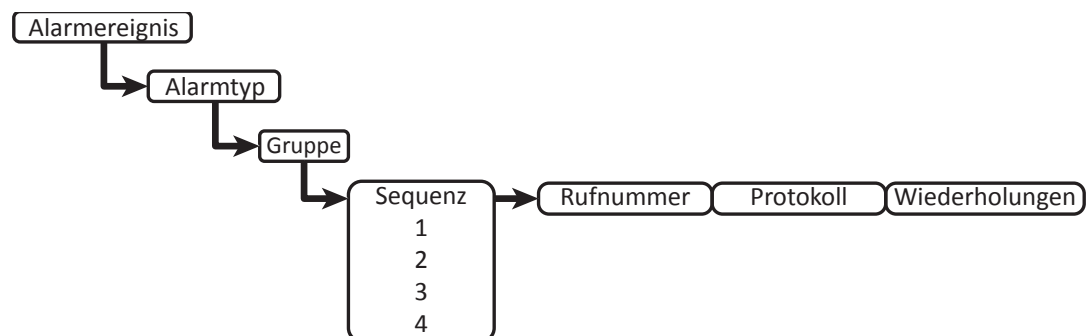 Alarmereignis
Alarmtyp
Gruppe
Sequenz Rufnummer Protokoll Wiederholungen
1
2
3
4